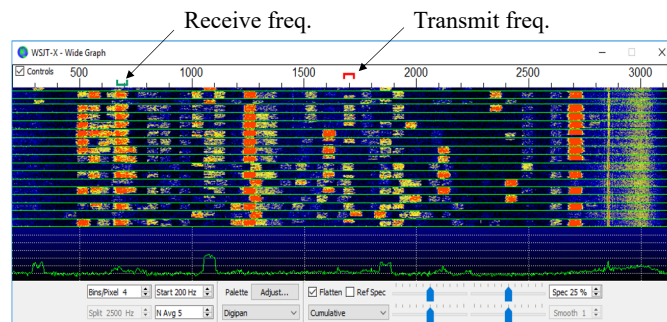 Receive freq. Transmit freq.
WSJT-X - Wide Graph
Controls 500 1000 1500 2000 2500 3000
Bins/Pixel 4 Start 200 Hz Palette Adjust... Flatten Ref Spec Spec 25 %
Split 2500 Hz N Avg 5 Digipan Cumulative Smooth 1